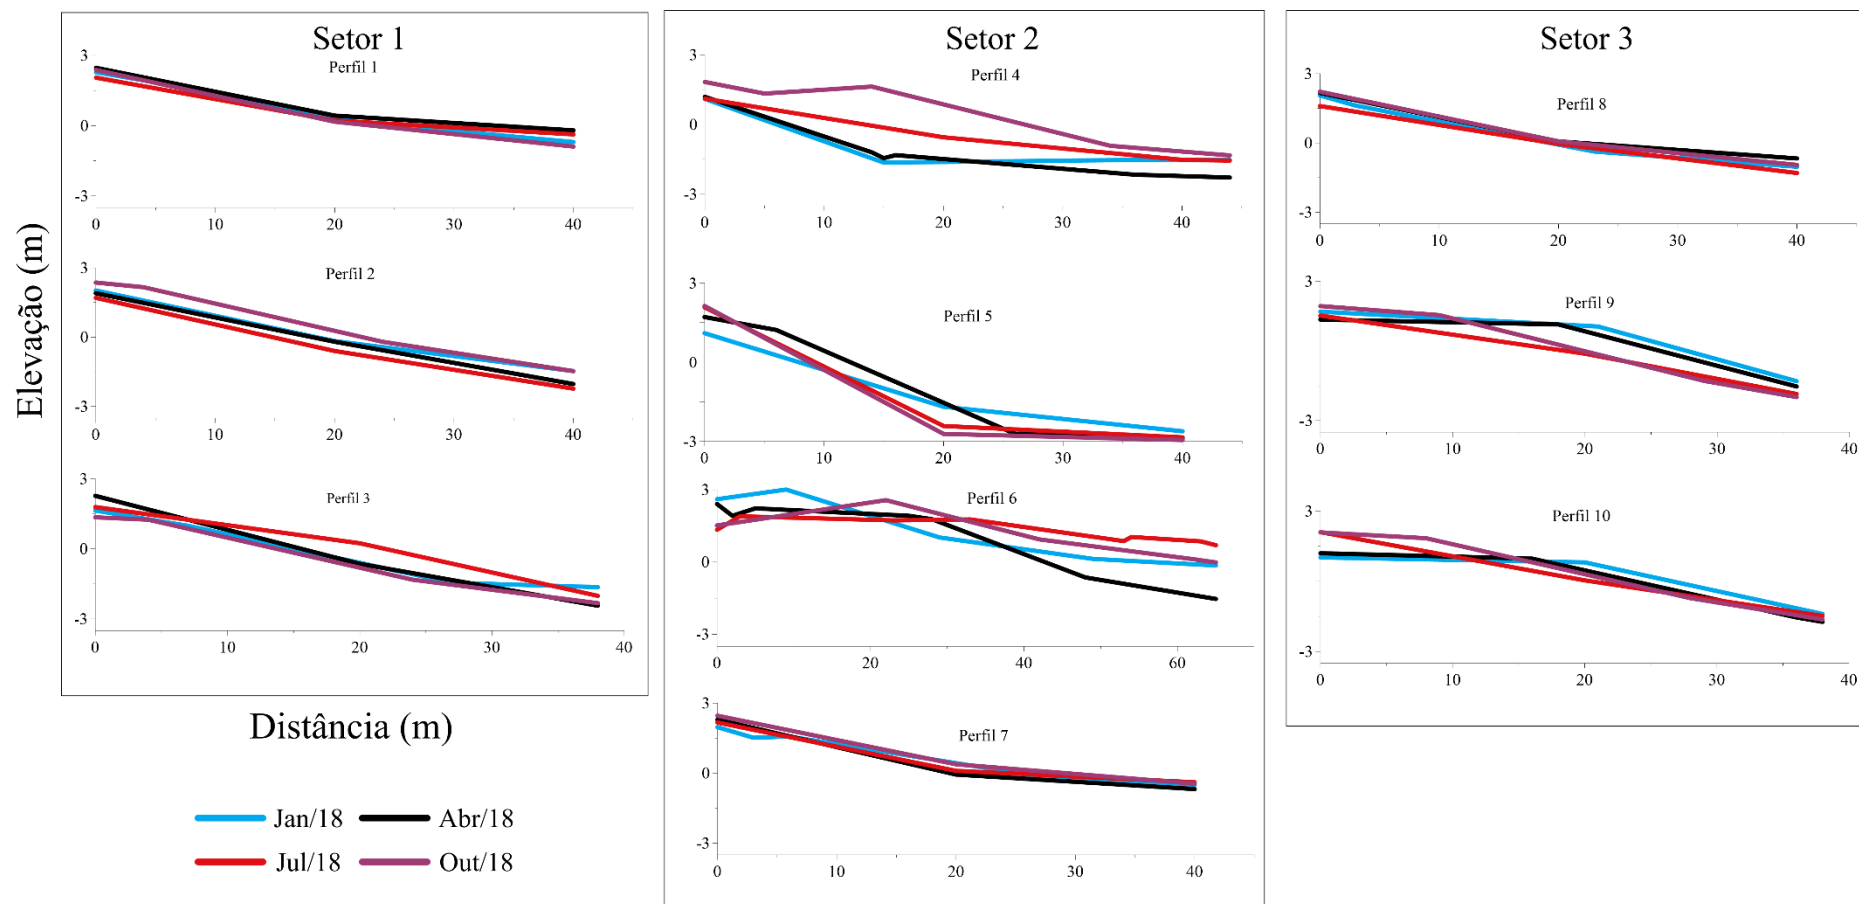 Setor 1
Perfil 1
3
0
-3
0 10 20 30 40
Perfil 2
3
0
-3
0 10 20 30 40
Perfil 3
3
0
-3
0 10 20 30 40
Elevação (m)
Distância (m)
Jan/18 Abr/18
Jul/18 Out/18
Setor 2
Perfil 4
3
0
-3
0 10 20 30 40
Perfil 5
3
0
-3
0 10 20 30 40
Perfil 6
3
0
-3
0 20 40 60
Perfil 7
3
0
-3
0 10 20 30 40
Setor 3
Perfil 8
3
0
-3
0 10 20 30 40
Perfil 9
3
-3
0 10 20 30 40
Perfil 10
3
-3
0 10 20 30 40